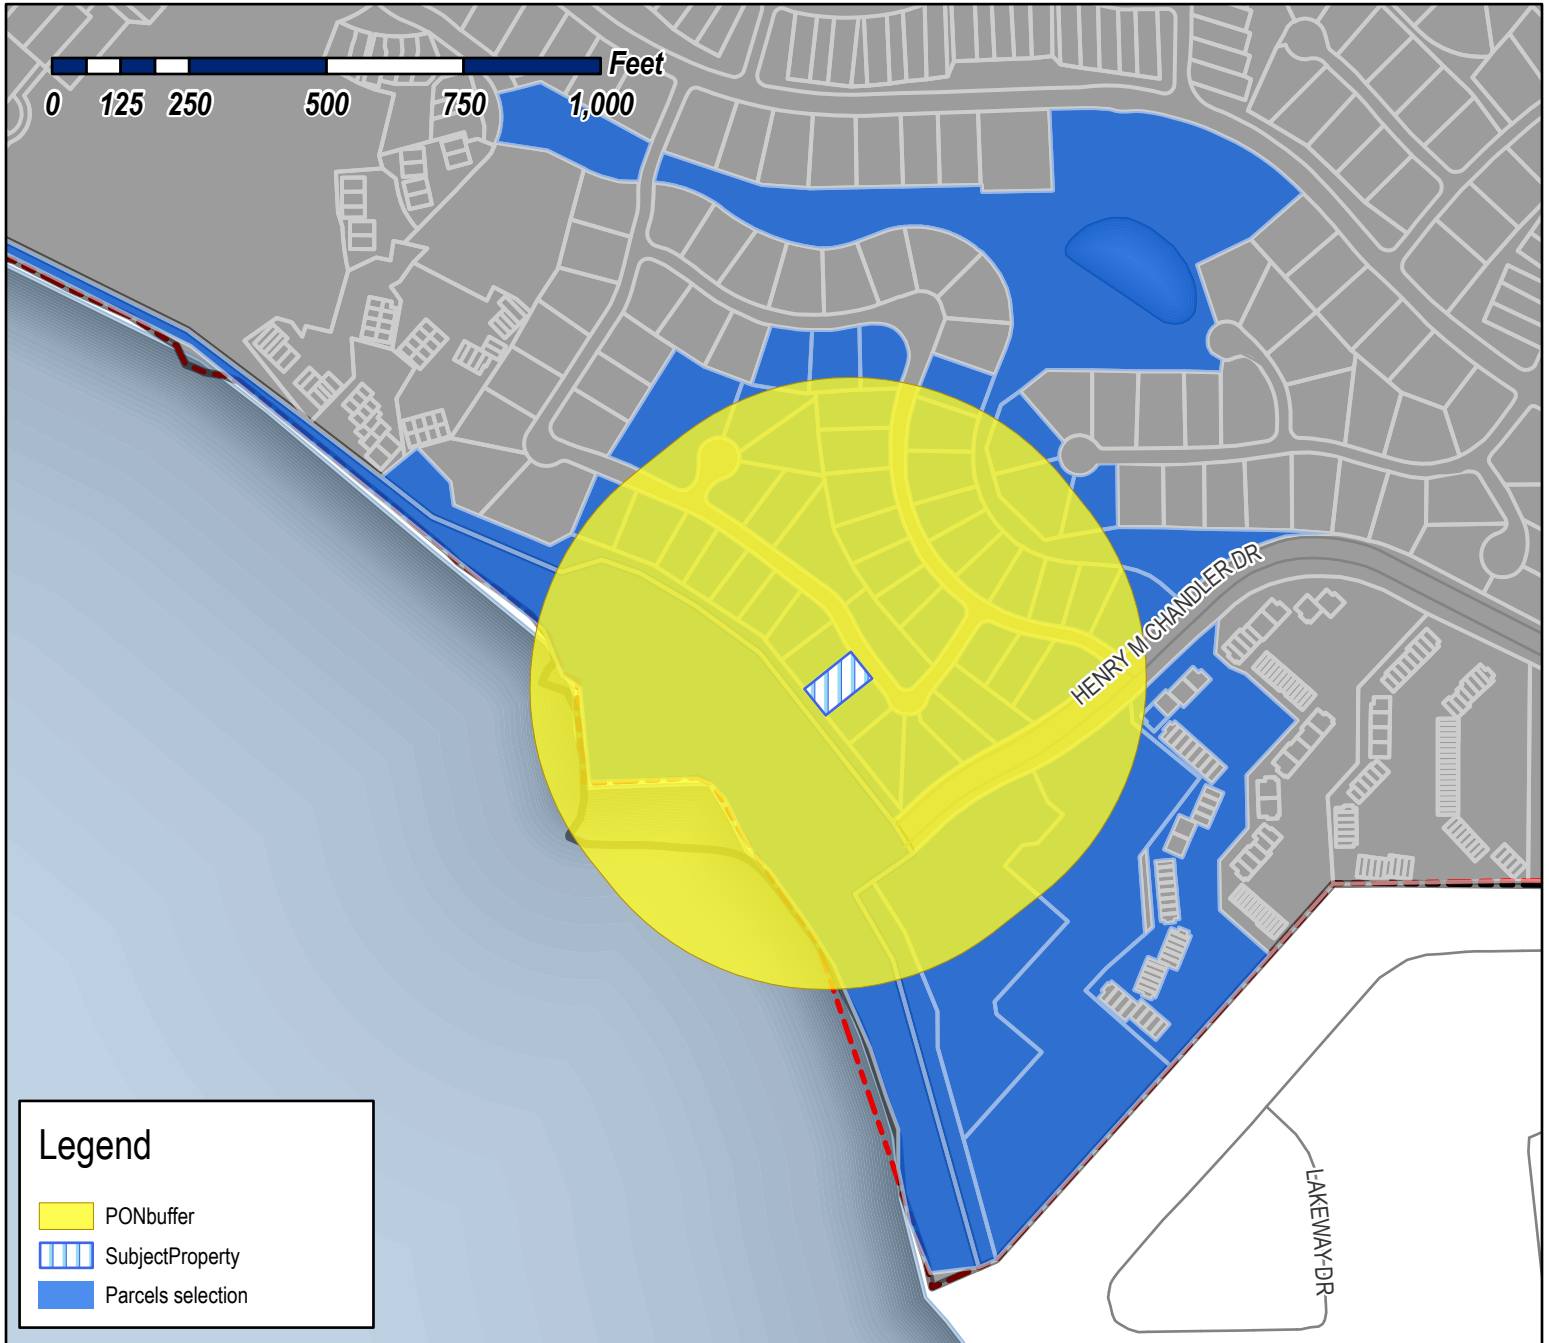 Feet
0 125 250 500 750 1,000
HENRY M CHANDLER DR
LAKEWAY DR
Legend
PONbuffer
SubjectProperty
Parcels selection